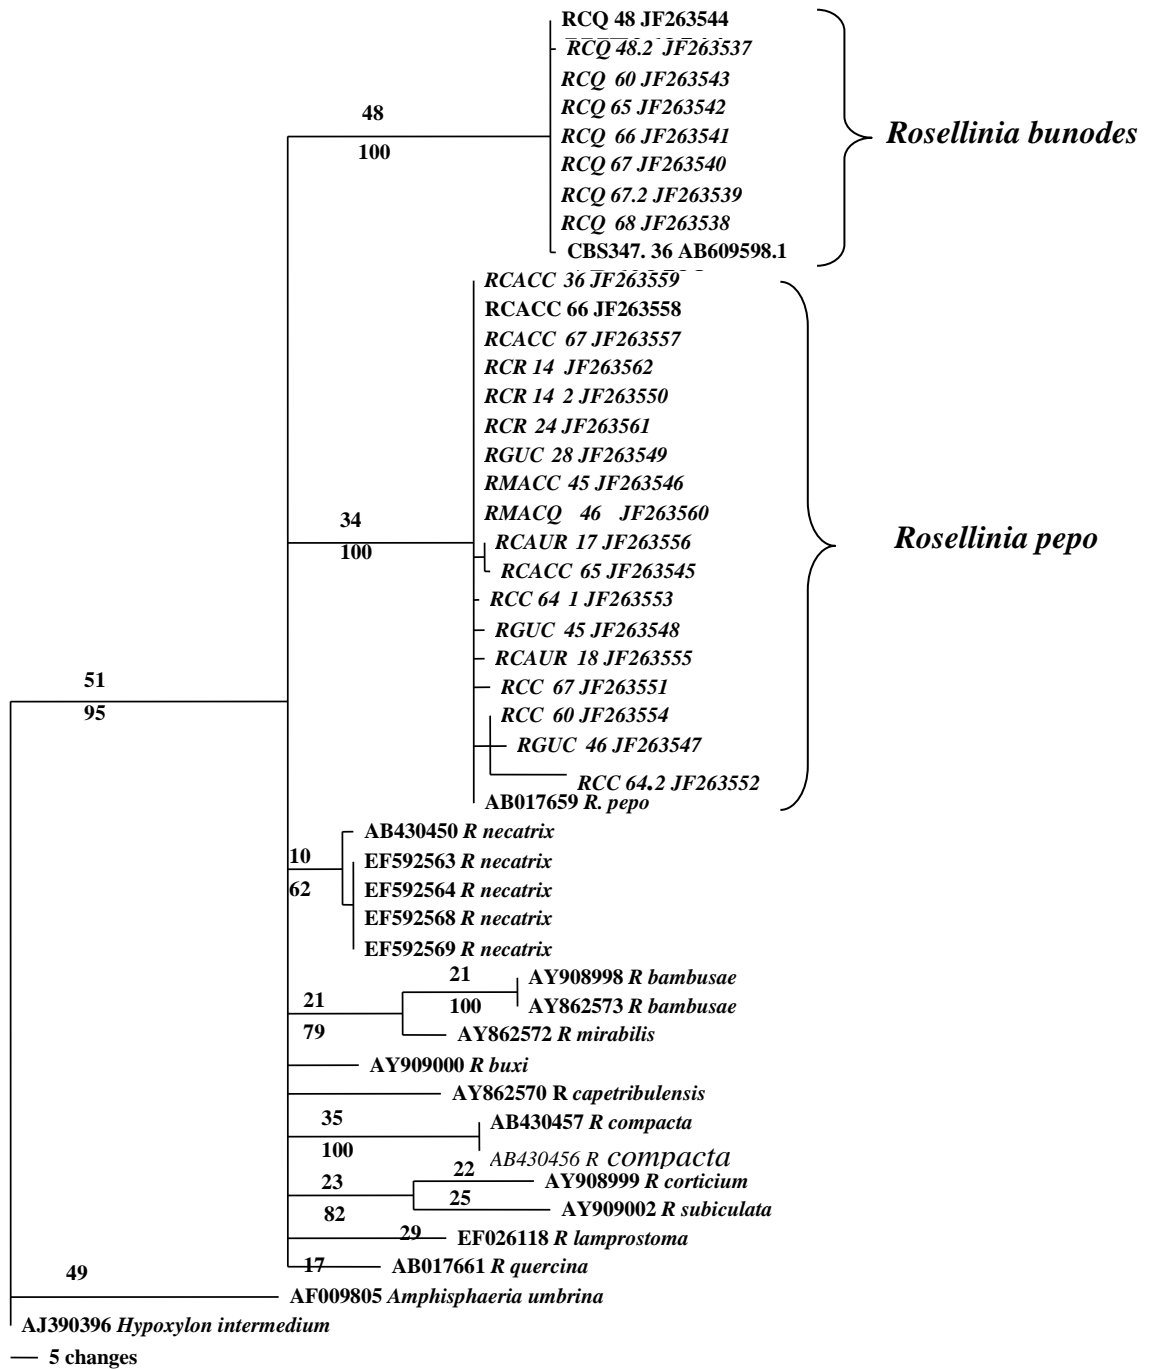 RCQ 48 JF263544
RCQ 48.2 JF263537
RCQ 60 JF263543
RCQ 65 JF263542
48
RCQ 66 JF263541
Rosellinia bunodes
100
RCQ 67 JF263540
RCQ 67.2 JF263539
RCQ 68 JF263538
CBS347. 36 AB609598.1
RCACC 36 JF263559
RCACC 66 JF263558
RCACC 67 JF263557
RCR 14 JF263562
RCR 14 2 JF263550
RCR 24 JF263561
RGUC 28 JF263549
RMACC 45 JF263546
RMACQ 46 JF263560
34
RCAUR 17 JF263556
Rosellinia pepo
100
RCACC 65 JF263545
RCC 64 1 JF263553
RGUC 45 JF263548
RCAUR 18 JF263555
51
RCC 67 JF263551
95
RCC 60 JF263554
RGUC 46 JF263547
RCC 64.2 JF263552
AB017659 R. pepo
AB430450 R necatrix
10
EF592563 R necatrix
62
EF592564 R necatrix
EF592568 R necatrix
EF592569 R necatrix
21
AY908998 R bambusae
21
100
AY862573 R bambusae
79
AY862572 R mirabilis
AY909000 R buxi
AY862570 R capetribulensis
35
AB430457 R compacta
100
AB430456 R compacta
23
22
AY908999 R corticium
82
25
AY909002 R subiculata
29
EF026118 R lamprostoma
17
AB017661 R quercina
49
AF009805 Amphisphaeria umbrina
AJ390396 Hypoxylon intermedium
5 changes